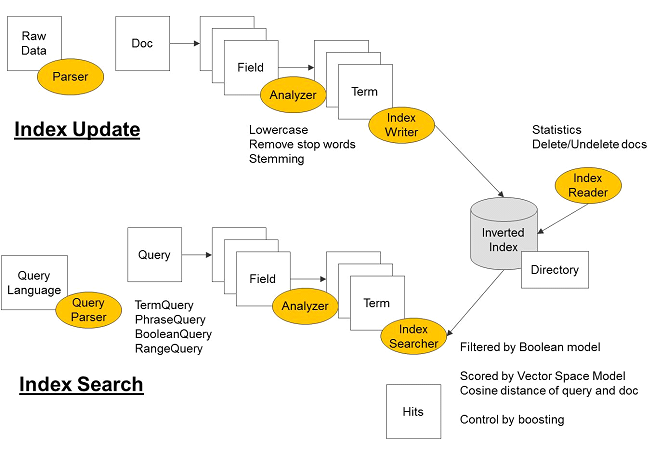 Raw
Data
Parser
Doc
Field
Analyzer
Term
Index
Writer
Index Update
Lowercase
Remove stop words
Stemming
Statistics
Delete/Undelete docs
Index
Reader
Inverted
Index
Directory
Query
Language
Query
Parser
Query
Field
Analyzer
Term
Index
Searcher
TermQuery
PhraseQuery
BooleanQuery
RangeQuery
Index Search
Filtered by Boolean model
Scored by Vector Space Model
Cosine distance of query and doc
Control by boosting
Hits